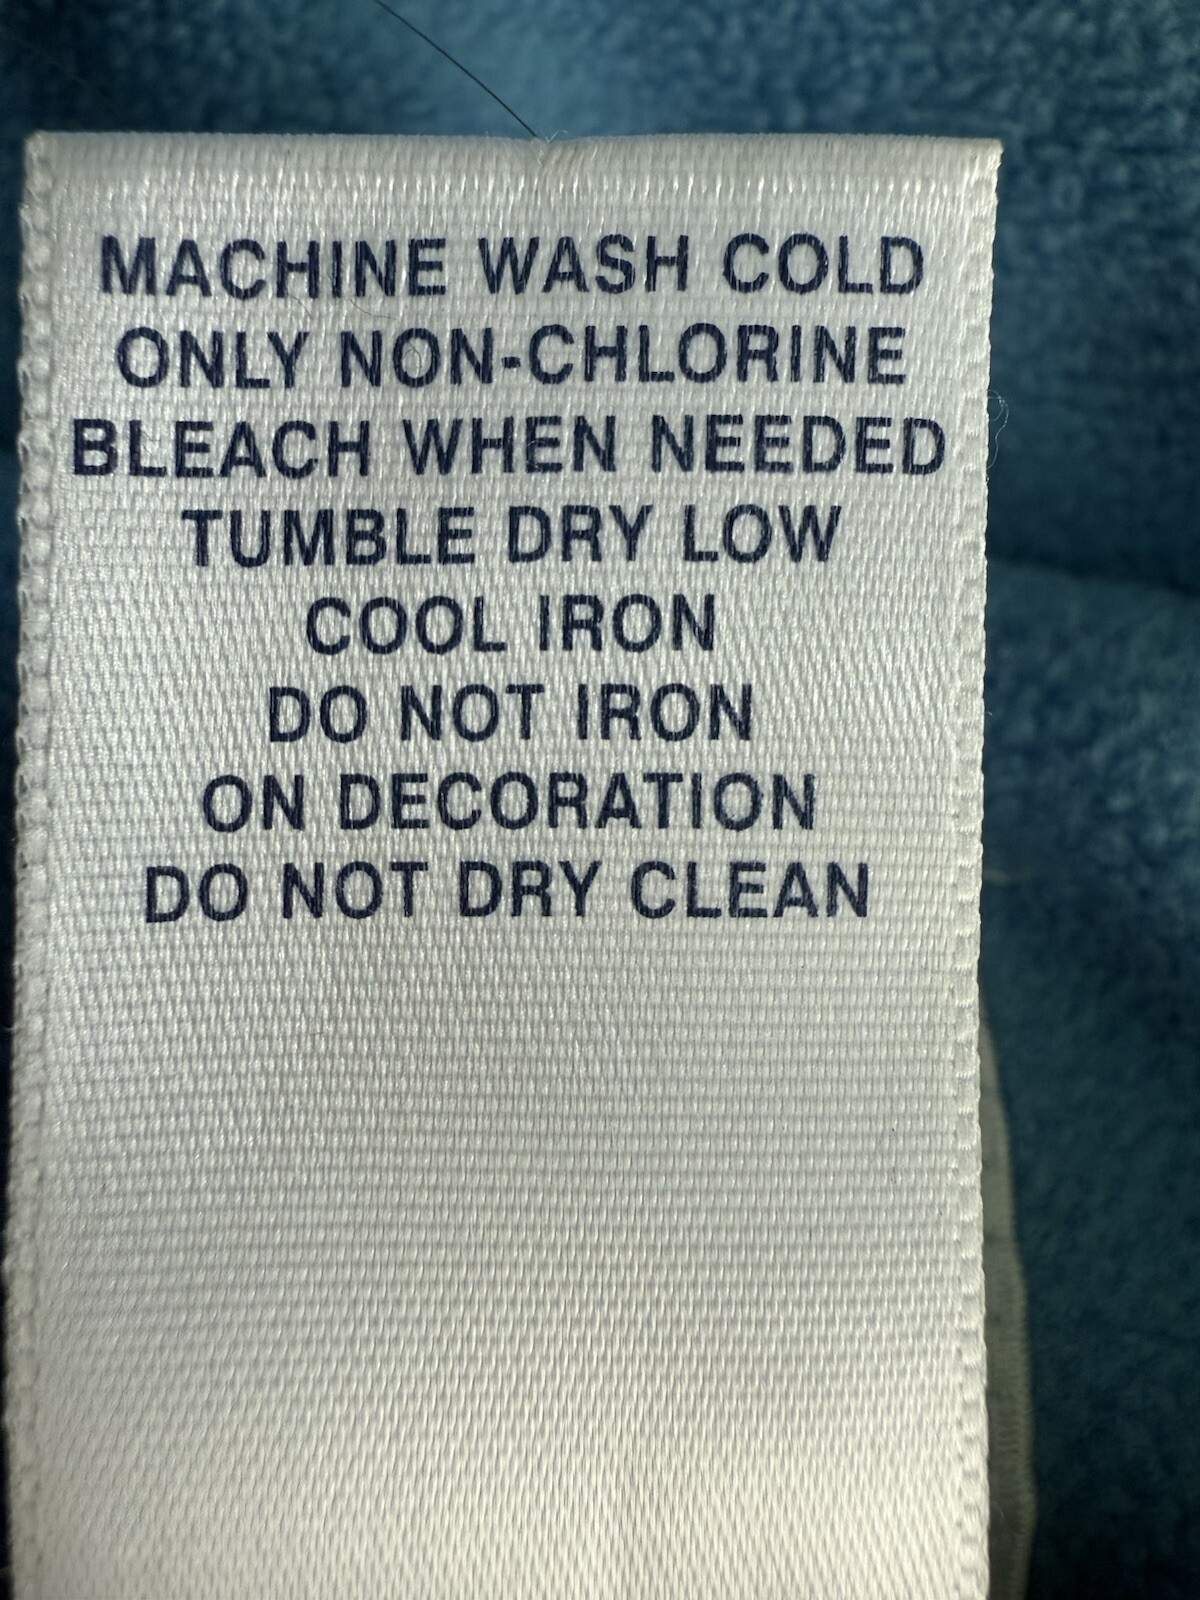 MACHINE WASH COLD
ONLY NON-CHLORINE
BLEACH WHEN NEEDED
TUMBLE DRY LOW
COOL IRON
DO NOT IRON
ON DECORATION
DO NOT DRY CLEAN